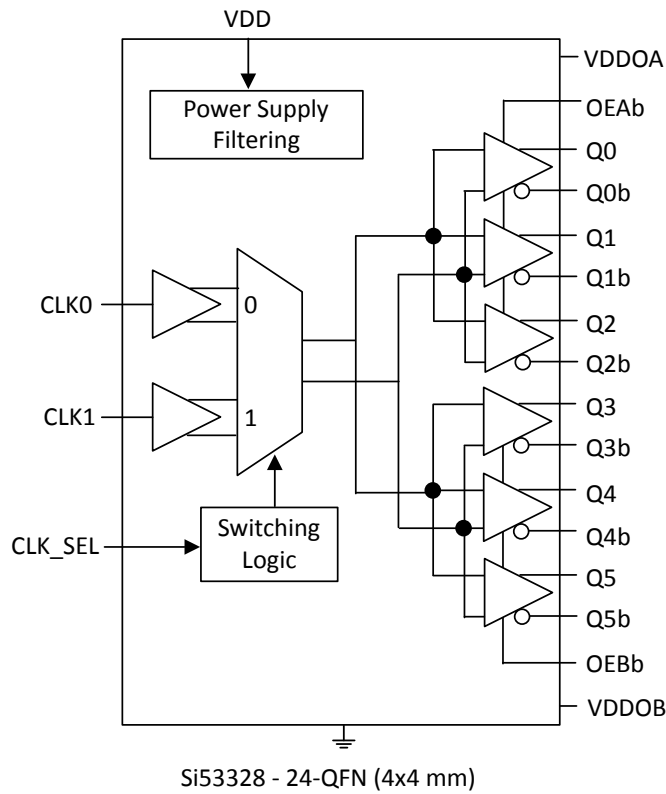 VDD
Power Supply
Filtering
VDDOA
OEAb
Q0
Q0b
Q1
Q1b
Q2
Q2b
Q3
Q3b
Q4
Q4b
Q5
Q5b
OEBb
VDDOB
CLK0
0
CLK1
1
CLK_SEL
Switching
Logic
Si53328 - 24-QFN (4x4 mm)